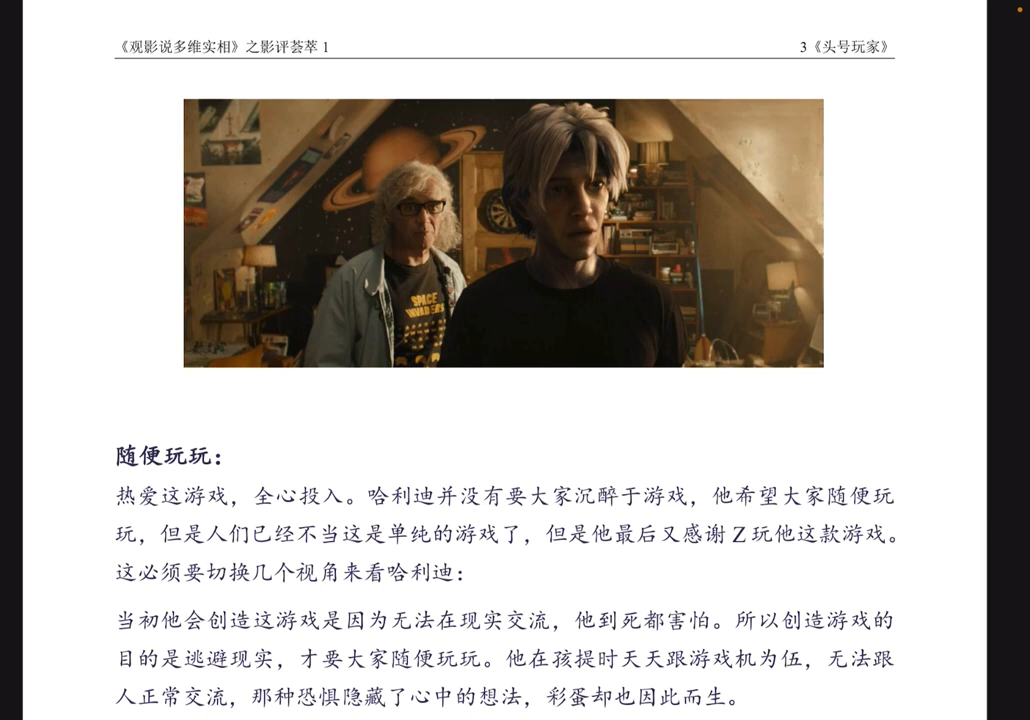 《观影说多维实相》之影评荟萃 1
3《头号玩家》
SPACE
INVADERS
随便玩玩：
热爱这游戏，全心投入。哈利迪并没有要大家沉醉于游戏，他希望大家随便玩
玩，但是人们已经不当这是单纯的游戏了，但是他最后又感谢 Z 玩他这款游戏。
这必须要切换几个视角来看哈利迪：
当初他会创造这游戏是因为无法在现实交流，他到死都害怕。所以创造游戏的
目的是逃避现实，才要大家随便玩玩。他在孩提时天天跟游戏机为伍，无法跟
人正常交流，那种恐惧隐藏了心中的想法，彩蛋却也因此而生。